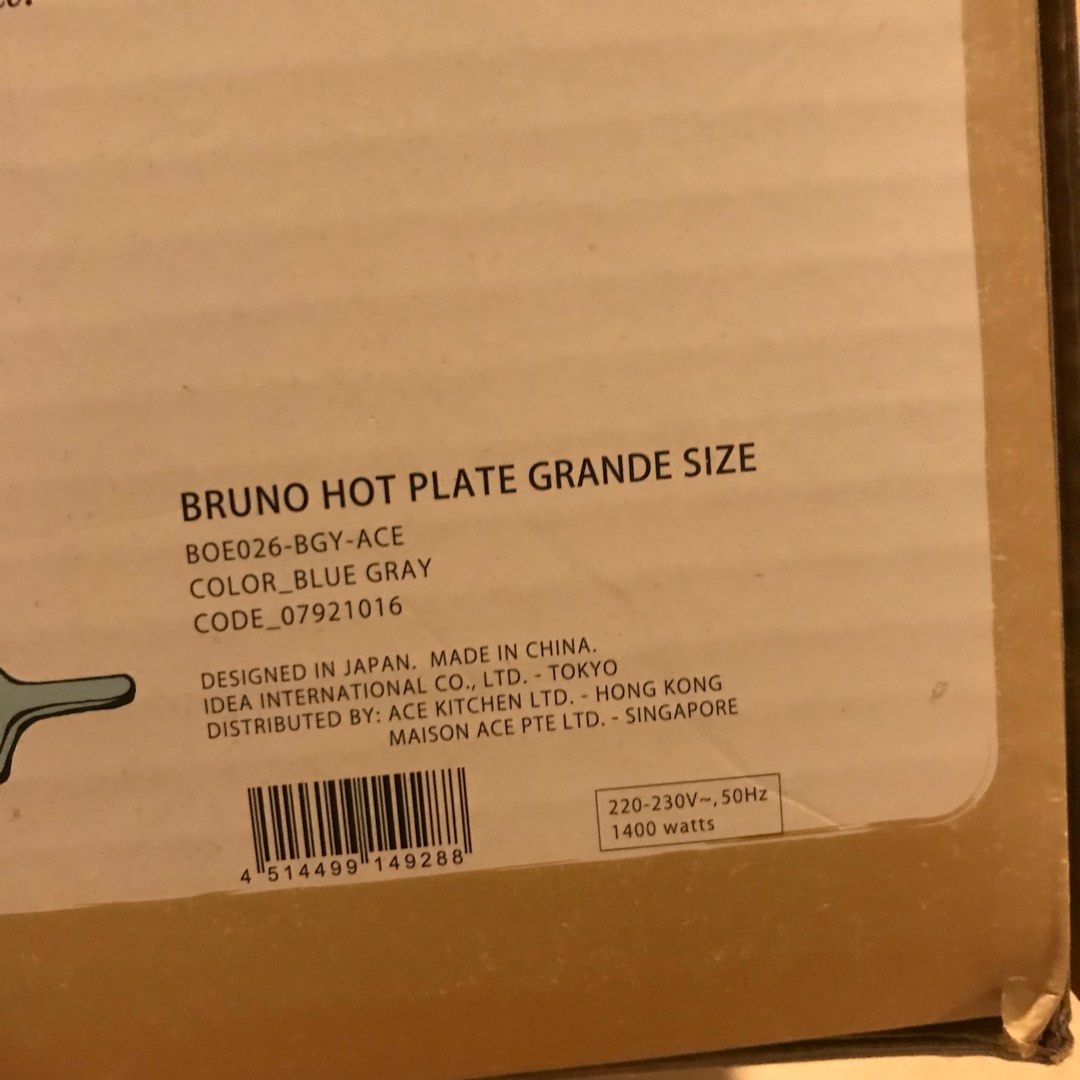 BRUNO HOT PLATE GRANDE SIZE
BOE026-BGY-ACE
COLOR_BLUE GRAY
CODE_07921016
DESIGNED IN JAPAN. MADE IN CHINA.
IDEA INTERNATIONAL CO., LTD. - TOKYO
DISTRIBUTED BY: ACE KITCHEN LTD. - HONG KONG
MAISON ACE PTE LTD. - SINGAPORE
220-230V~, 50Hz
1400 watts
4 514499 149288